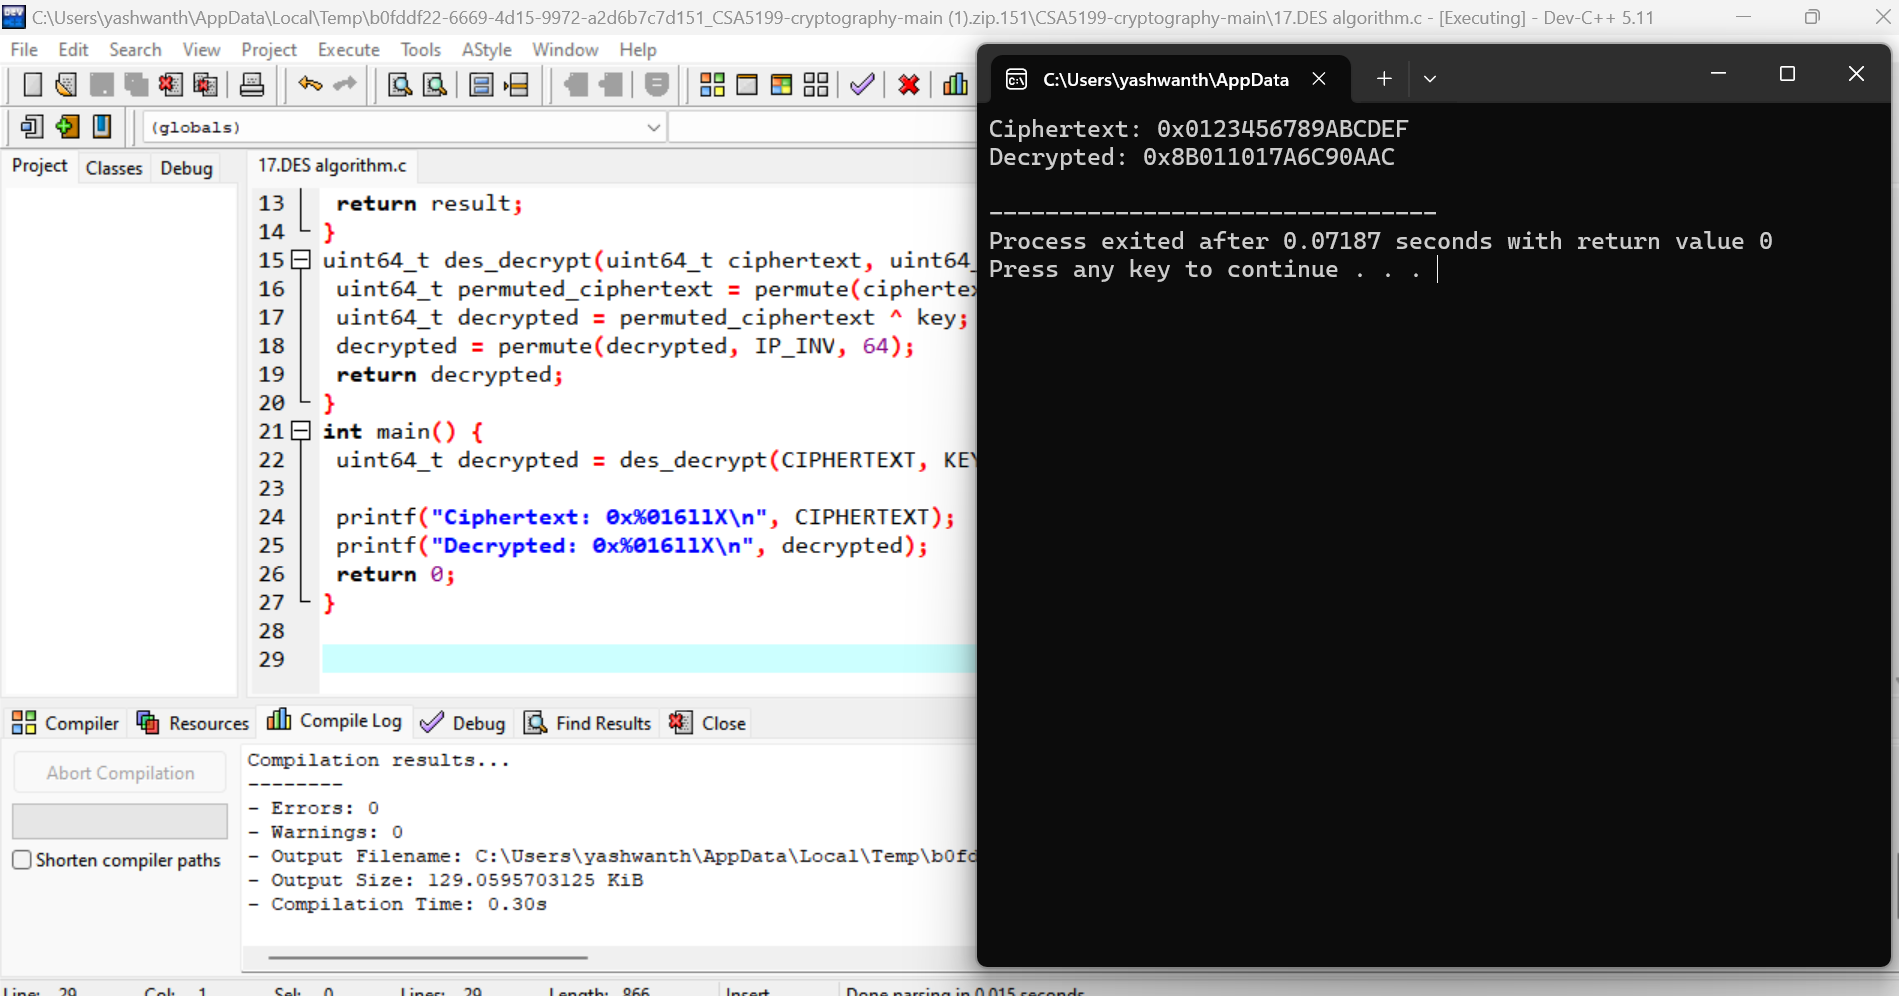 C:\Users\yashwanth\AppData\Local\Temp\b0fddf22-6669-4d15-9972-a2d6b7c7d151_CSA5199-cryptography-main (1).zip.151\CSA5199-cryptography-main\17.DES algorithm.c - [Executing] - Dev-C++ 5.11
File Edit Search View Project Execute Tools AStyle Window Help
(globals)
Project Classes Debug
17.DES algorithm.c
13 return result;
14 }
15 uint64_t des_decrypt(uint64_t ciphertext, uint64_
16 uint64_t permuted_ciphertext = permute(ciphertex
17 uint64_t decrypted = permuted_ciphertext ^ key;
18 decrypted = permute(decrypted, IP_INV, 64);
19 return decrypted;
20 }
21 int main() {
22 uint64_t decrypted = des_decrypt(CIPHERTEXT, KEY
23
24 printf("Ciphertext: 0x%016llX\n", CIPHERTEXT);
25 printf("Decrypted: 0x%016llX\n", decrypted);
26 return 0;
27 }
28
29
C:\Users\yashwanth\AppData
Ciphertext: 0x0123456789ABCDEF
Decrypted: 0x8B011017A6C90AAC
--------------------------------
Process exited after 0.07187 seconds with return value 0
Press any key to continue . . .
Compiler Resources Compile Log Debug Find Results Close
Abort Compilation
Shorten compiler paths
Compilation results...
--------
- Errors: 0
- Warnings: 0
- Output Filename: C:\Users\yashwanth\AppData\Local\Temp\b0fd
- Output Size: 129.0595703125 KiB
- Compilation Time: 0.30s
Line: 29 Col: 1 Sel: 0 Lines: 29 Length: 866 Insert Done parsing in 0.015 seconds